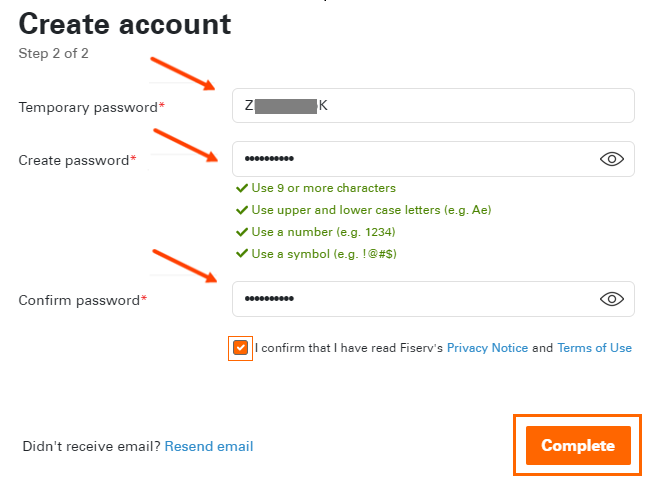 Create account
Step 2 of 2
Temporary password*
Z K
Create password*
••••••••••
Use 9 or more characters
Use upper and lower case letters (e.g. Ae)
Use a number (e.g. 1234)
Use a symbol (e.g. !@#$)
Confirm password*
••••••••••
I confirm that I have read Fiserv's Privacy Notice and Terms of Use
Didn't receive email? Resend email
Complete